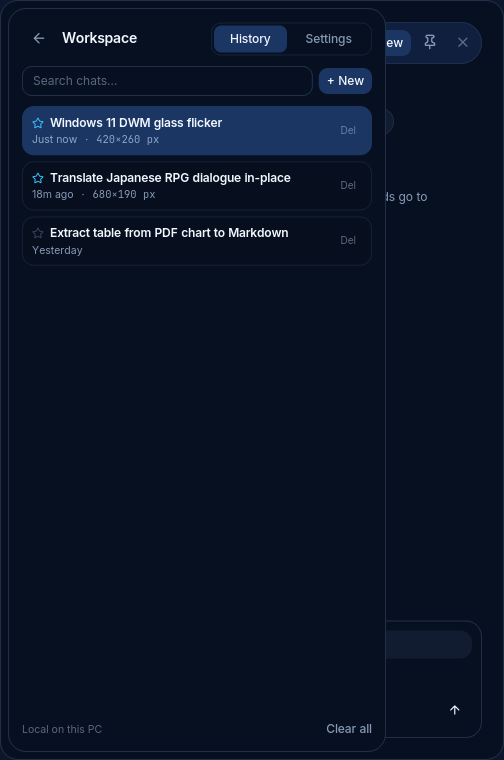 Workspace
History
Settings
Search chats...
+ New
Windows 11 DWM glass flicker
Just now · 420×260 px
Del
Translate Japanese RPG dialogue in-place
18m ago · 680×190 px
Del
Extract table from PDF chart to Markdown
Yesterday
Del
Local on this PC
Clear all
ew
ds go to